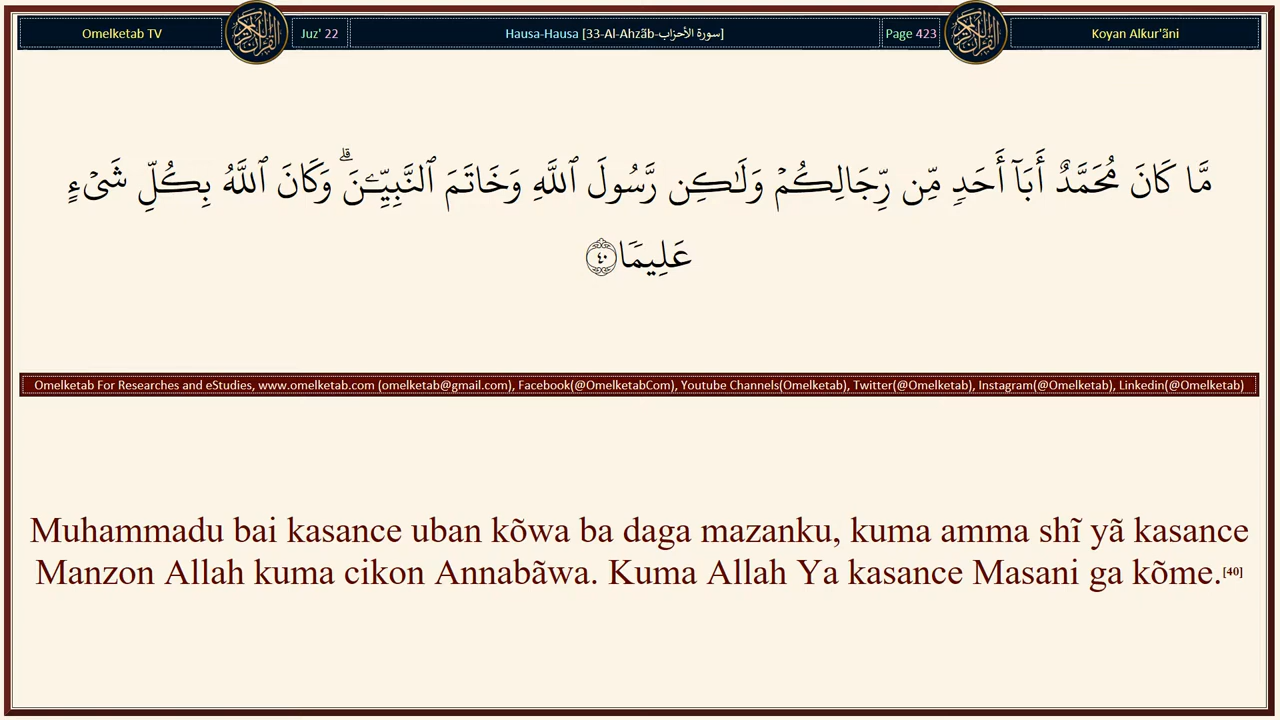 Omelketab TV
Juz' 22
Hausa-Hausa [33-Al-Ahzãb-سورة الأحزاب]
Page 423
Koyan Alƙur'ãni
مَّا كَانَ مُحَمَّدٌ أَبَآ أَحَدٖ مِّن رِّجَالِكُمۡ وَلَٰكِن رَّسُولَ ٱللَّهِ وَخَاتَمَ ٱلنَّبِيِّـۧنَۗ وَكَانَ ٱللَّهُ بِكُلِّ شَيۡءٍ
عَلِيمٗا ٤٠
Omelketab For Researches and eStudies, www.omelketab.com (omelketab@gmail.com), Facebook(@OmelketabCom), Youtube Channels(Omelketab), Twitter(@Omelketab), Instagram(@Omelketab), Linkedin(@Omelketab)
Muhammadu bai kasance uban kõwa ba daga mazanku, kuma amma shĩ yã kasance
Manzon Allah kuma cikon Annabãwa. Kuma Allah Ya kasance Masani ga kõme.[40]